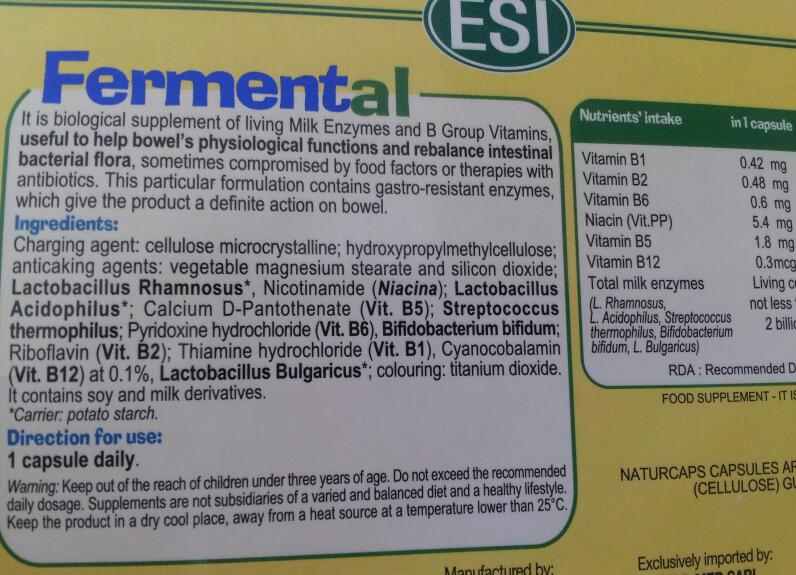 ESI
Fermental
It is biological supplement of living Milk Enzymes and B Group Vitamins,
useful to help bowel's physiological functions and rebalance intestinal
bacterial flora, sometimes compromised by food factors or therapies with
antibiotics. This particular formulation contains gastro-resistant enzymes,
which give the product a definite action on bowel.
Ingredients:
Charging agent: cellulose microcrystalline; hydroxypropylmethylcellulose;
anticaking agents: vegetable magnesium stearate and silicon dioxide;
Lactobacillus Rhamnosus*, Nicotinamide (Niacina); Lactobacillus
Acidophilus*; Calcium D-Pantothenate (Vit. B5); Streptococcus
thermophilus; Pyridoxine hydrochloride (Vit. B6), Bifidobacterium bifidum;
Riboflavin (Vit. B2); Thiamine hydrochloride (Vit. B1), Cyanocobalamin
(Vit. B12) at 0.1%, Lactobacillus Bulgaricus*; colouring: titanium dioxide.
It contains soy and milk derivatives.
*Carrier: potato starch.
Direction for use:
1 capsule daily.
Warning: Keep out of the reach of children under three years of age. Do not exceed the recommended
daily dosage. Supplements are not subsidiaries of a varied and balanced diet and a healthy lifestyle.
Keep the product in a dry cool place, away from a heat source at a temperature lower than 25°C.
Nutrients' intake in 1 capsule
Vitamin B1 0.42 mg
Vitamin B2 0.48 mg
Vitamin B6 0.6 mg
Niacin (Vit.PP) 5.4 mg
Vitamin B5 1.8 mg
Vitamin B12 0.3mcg
Total milk enzymes Living
(L. Rhamnosus, not less
L. Acidophilus, Streptococcus
thermophilus, Bifidobacterium 2
bifidum, L. Bulgaricus)
RDA : Recommended
FOOD SUPPLEMENT - IT
NATURCAPS CAPSULES
(CELLULOSE)
Manufactured by:
Exclusively imported by: